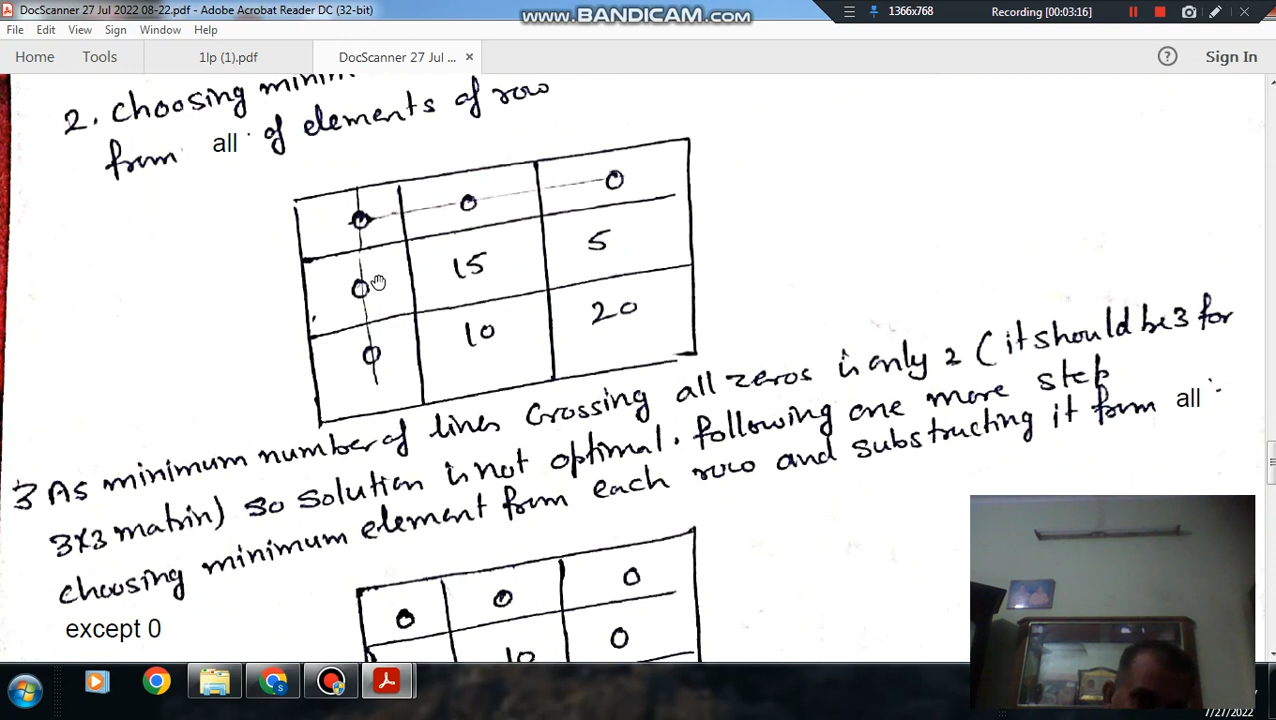 DocScanner 27 Jul 2022 08-22.pdf - Adobe Acrobat Reader DC (32-bit)
www.BANDICAM.com
1366x768
Recording [00:03:16]
File Edit View Sign Window Help
Home Tools 1lp (1).pdf DocScanner 27 Jul ... × ? Sign In
2. Choosing
from all of elements of row
0 0 0
0 15 5
0 10 20
3 As minimum number of lines Crossing all zeros is only 2 ( it should be 3 for
3x3 matrin) so solution is not optimal. following one more step
choosing minimum element from each row and substructing it form all
except 0
0 0 0
10 0
7/27/2022